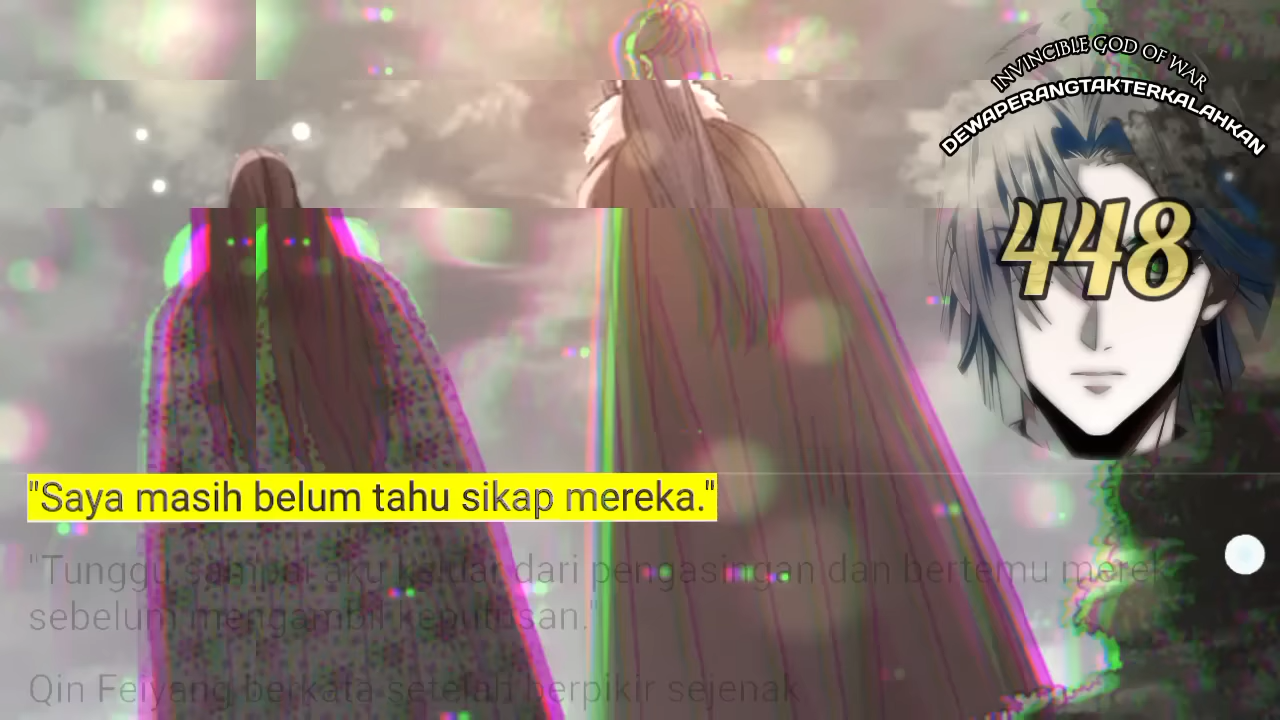 INVINCIBLE GOD OF WAR
DEWAPERANGTAKTERKALAHKAN
448
"Saya masih belum tahu sikap mereka."
"Tunggu sampai aku keluar dari pengasingan dan bertemu merek
sebelum mengambil keputusan."
Qin Feiyang berkata setelah berpikir sejenak